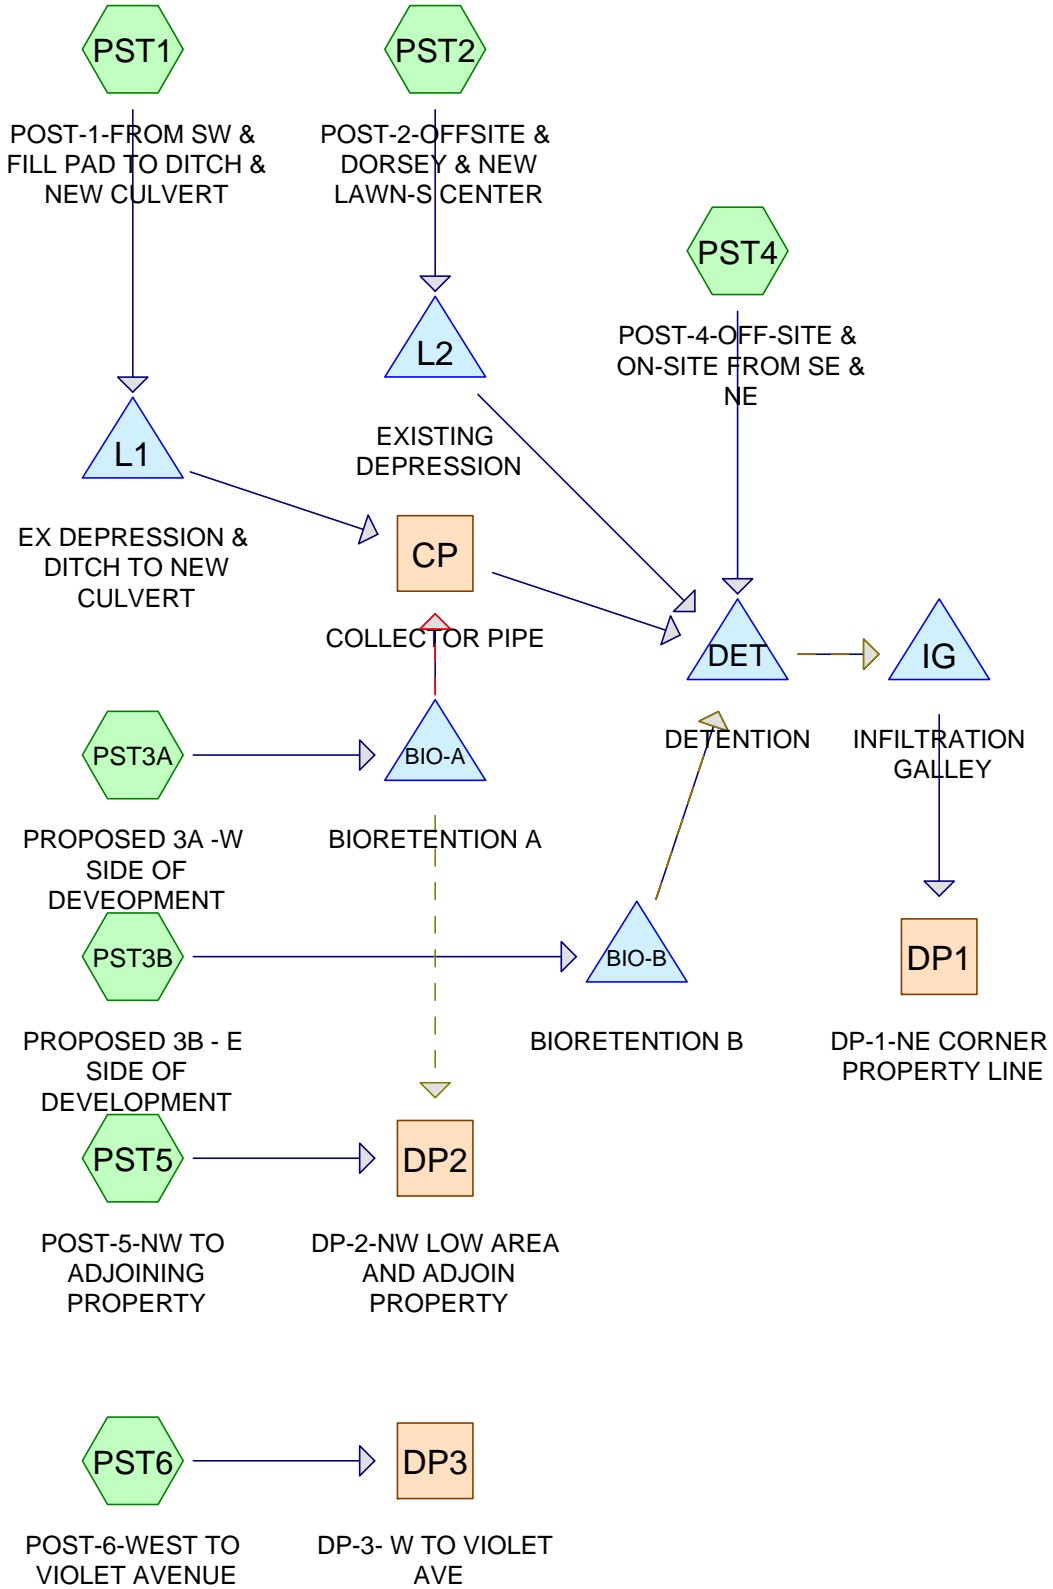 PST1
POST-1-FROM SW &
FILL PAD TO DITCH &
NEW CULVERT
PST2
POST-2-OFFSITE &
DORSEY & NEW
LAWN-S CENTER
PST4
POST-4-OFF-SITE &
ON-SITE FROM SE &
NE
L2
EXISTING
DEPRESSION
L1
EX DEPRESSION &
DITCH TO NEW
CULVERT
CP
COLLECTOR PIPE
DET
DETENTION
IG
INFILTRATION
GALLEY
PST3A
PROPOSED 3A -W
SIDE OF
DEVEOPMENT
BIO-A
BIORETENTION A
PST3B
PROPOSED 3B - E
SIDE OF
DEVELOPMENT
BIO-B
BIORETENTION B
DP1
DP-1-NE CORNER
PROPERTY LINE
PST5
POST-5-NW TO
ADJOINING
PROPERTY
DP2
DP-2-NW LOW AREA
AND ADJOIN
PROPERTY
PST6
POST-6-WEST TO
VIOLET AVENUE
DP3
DP-3- W TO VIOLET
AVE